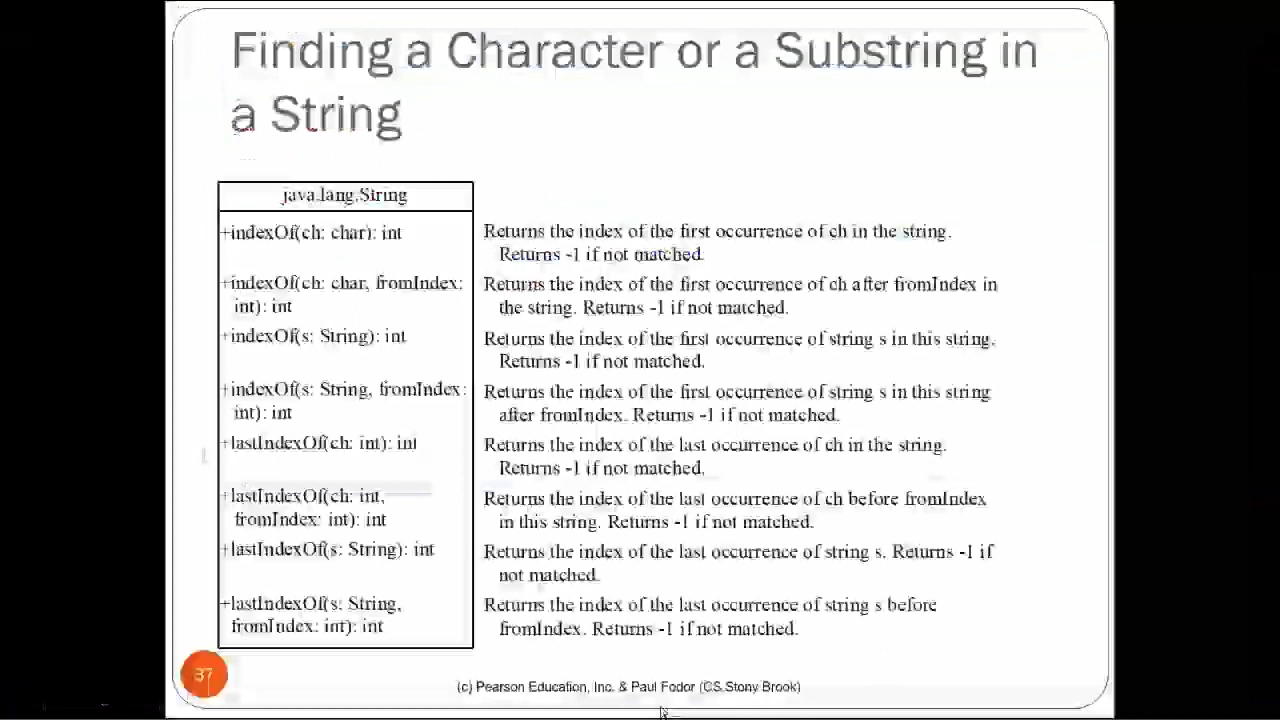 Finding a Character or a Substring in
a String
java.lang.String
+indexOf(ch: char): int
Returns the index of the first occurrence of ch in the string.
Returns -1 if not matched.
+indexOf(ch: char, fromIndex:
int): int
Returns the index of the first occurrence of ch after fromIndex in
the string. Returns -1 if not matched.
+indexOf(s: String): int
Returns the index of the first occurrence of string s in this string.
Returns -1 if not matched.
+indexOf(s: String, fromIndex:
int): int
Returns the index of the first occurrence of string s in this string
after fromIndex. Returns -1 if not matched.
+lastIndexOf(ch: int): int
Returns the index of the last occurrence of ch in the string.
Returns -1 if not matched.
+lastIndexOf(ch: int,
fromIndex: int): int
Returns the index of the last occurrence of ch before fromIndex
in this string. Returns -1 if not matched.
+lastIndexOf(s: String): int
Returns the index of the last occurrence of string s. Returns -1 if
not matched.
+lastIndexOf(s: String,
fromIndex: int): int
Returns the index of the last occurrence of string s before
fromIndex. Returns -1 if not matched.
37
(c) Pearson Education, Inc. & Paul Fodor (CS Stony Brook)